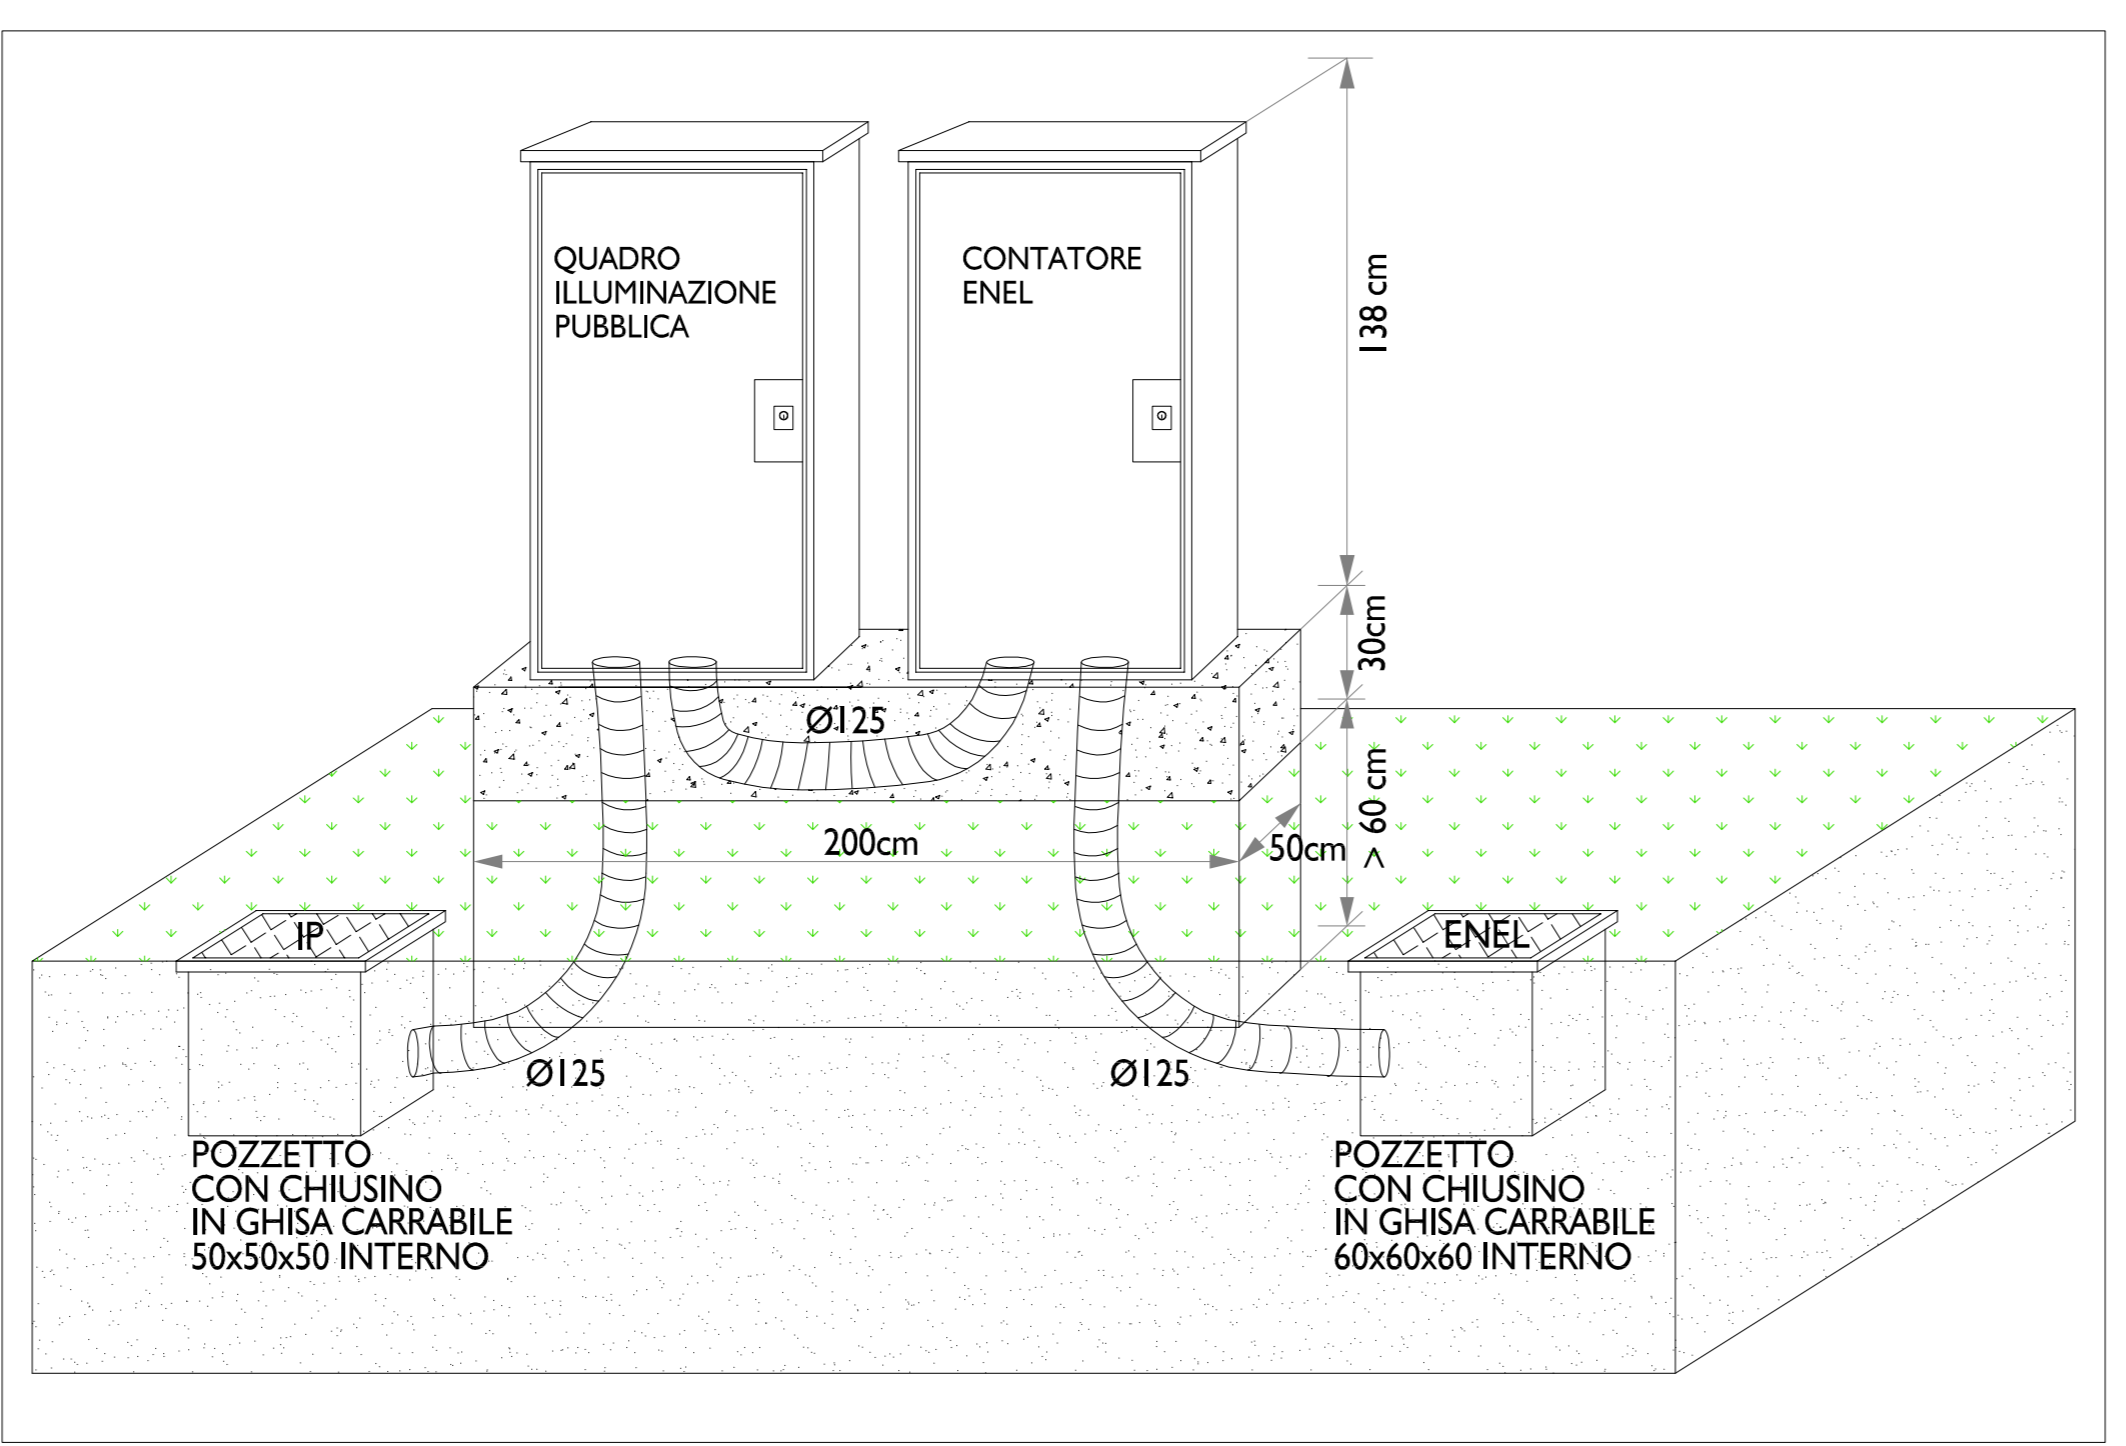 QUADRO
ILLUMINAZIONE
PUBBLICA
CONTATORE
ENEL
138 cm
30cm
> 60 cm
Ø125
200cm
50cm
IP
ENEL
Ø125
Ø125
POZZETTO
CON CHIUSINO
IN GHISA CARRABILE
50x50x50 INTERNO
POZZETTO
CON CHIUSINO
IN GHISA CARRABILE
60x60x60 INTERNO